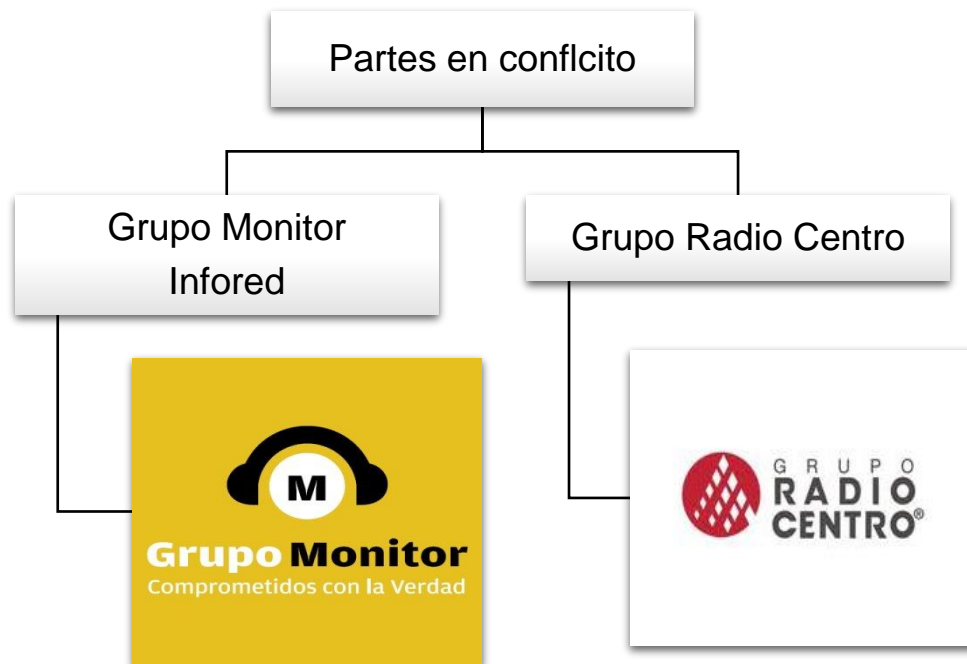 Partes en conflcito
Grupo Monitor
Infored
Grupo Radio Centro
M
Grupo Monitor
Comprometidos con la Verdad
GRUPO
RADIO
CENTRO®